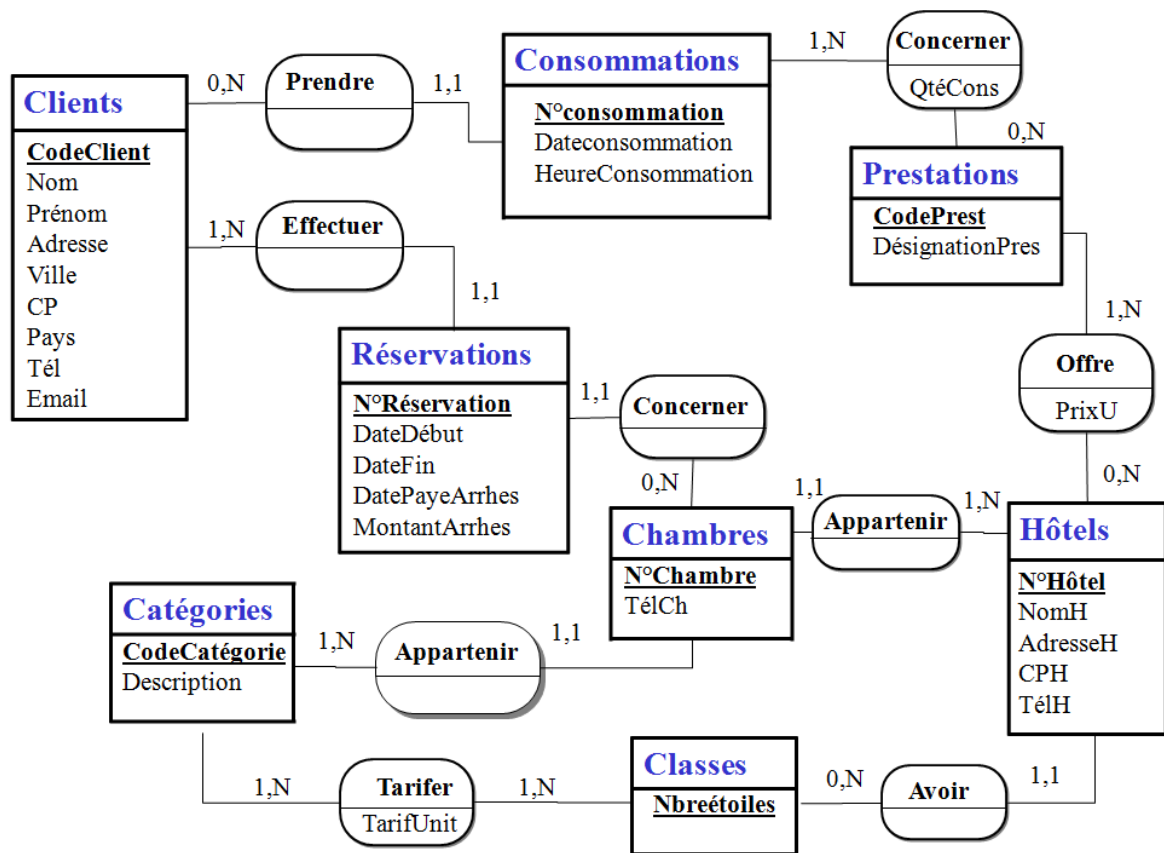 Clients
CodeClient
Nom
Prénom
Adresse
Ville
CP
Pays
Tél
Email
0,N
Prendre
1,1
Consommations
N°consommation
Dateconsommation
HeureConsommation
1,N
Concerner
QtéCons
0,N
Prestations
CodePrest
DésignationPres
1,N
Effectuer
1,1
Réservations
N°Réservation
DateDébut
DateFin
DatePayeArrhes
MontantArrhes
1,1
Concerner
0,N
1,N
Offre
PrixU
0,N
Chambres
N°Chambre
TélCh
1,1
Appartenir
1,N
Hôtels
N°Hôtel
NomH
AdresseH
CPH
TélH
Catégories
CodeCatégorie
Description
1,N
Appartenir
1,1
1,N
Tarifer
TarifUnit
1,N
Classes
Nbreétoiles
0,N
Avoir
1,1